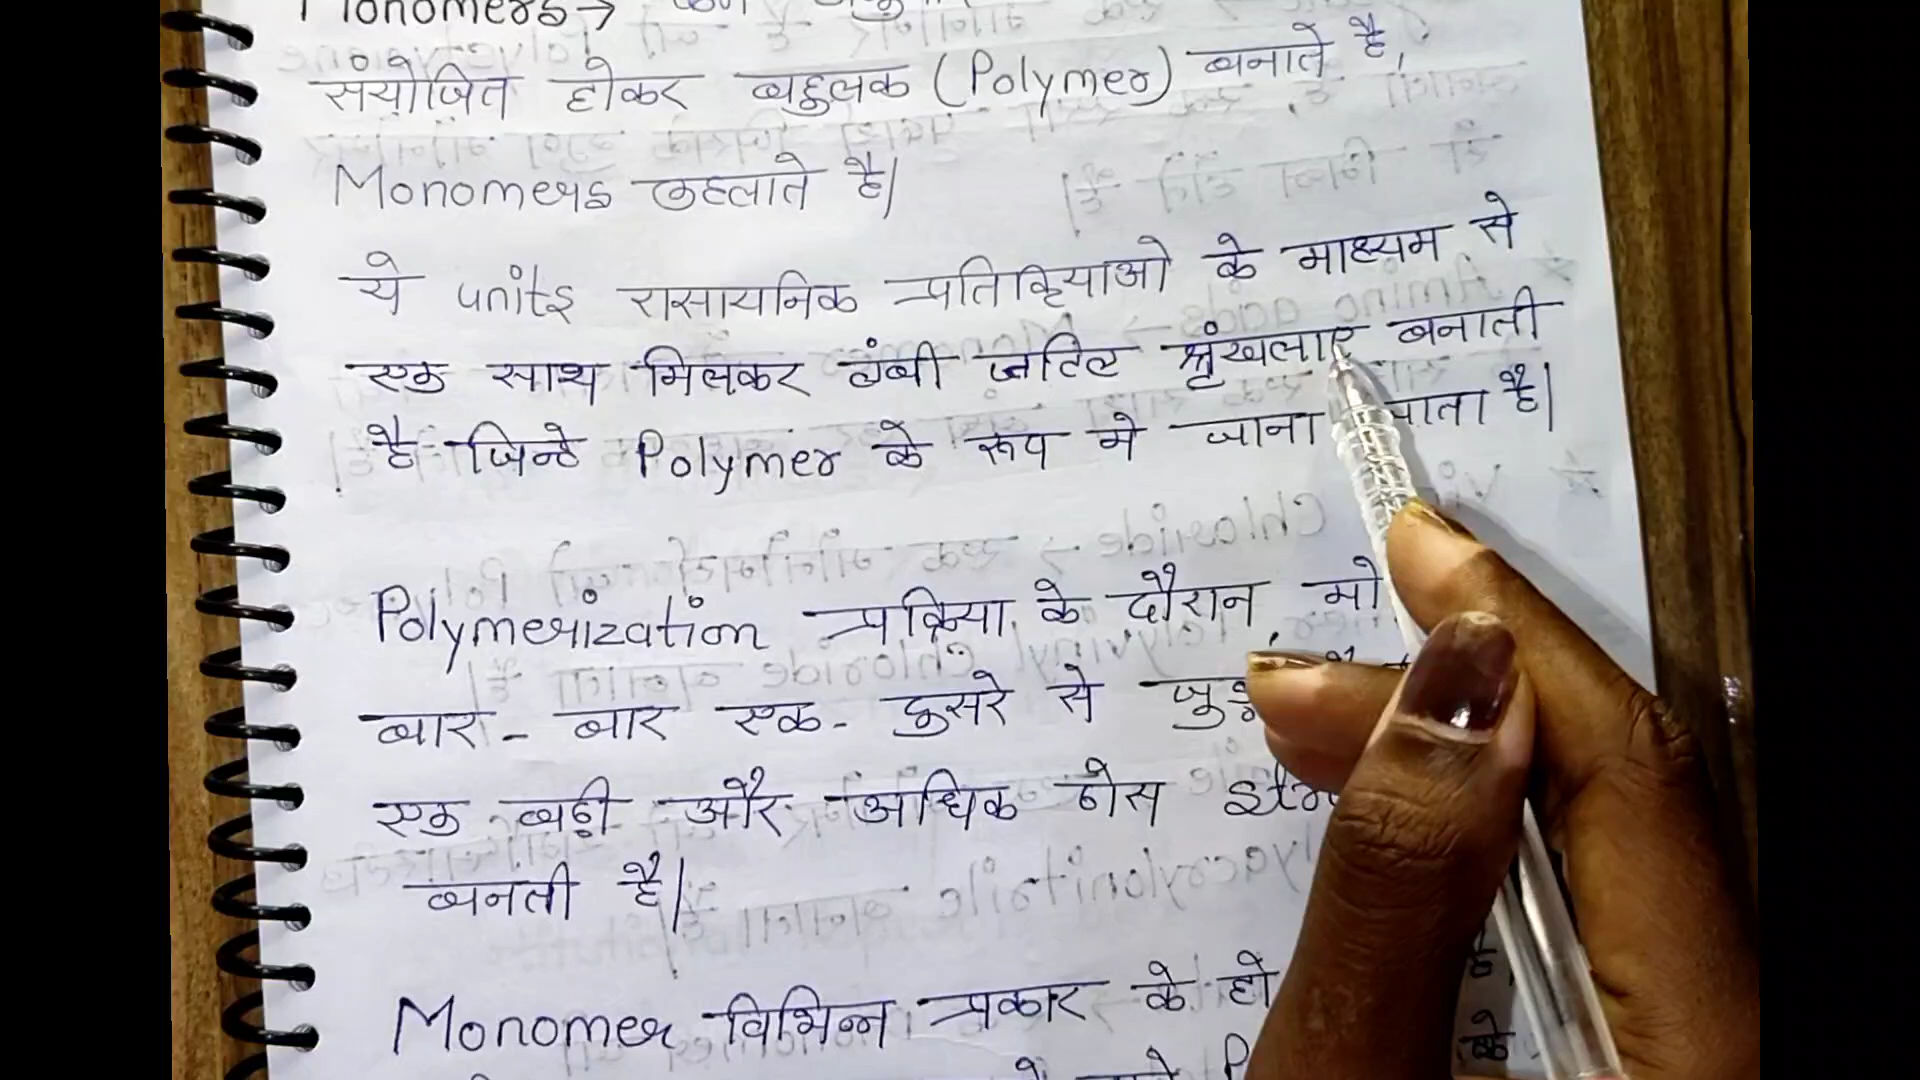 Monomers →
संयोजित होकर बहुलक (Polymer) बनाते है,
Monomers कहलाते है|
ये units रासायनिक प्रतिक्रियाओ के माध्यम से
एक साथ मिलकर लंबी जटिल श्रृंखलाए बनाती
है जिन्हे Polymer के रूप मे जाना जाता है|
Polymerization प्रक्रिया के दौरान, मो
बार - बार एक - दुसरे से जुड़
एक बड़ी और अधिक ठोस str
बनती है|
Monomer विभिन्न प्रकार के हो